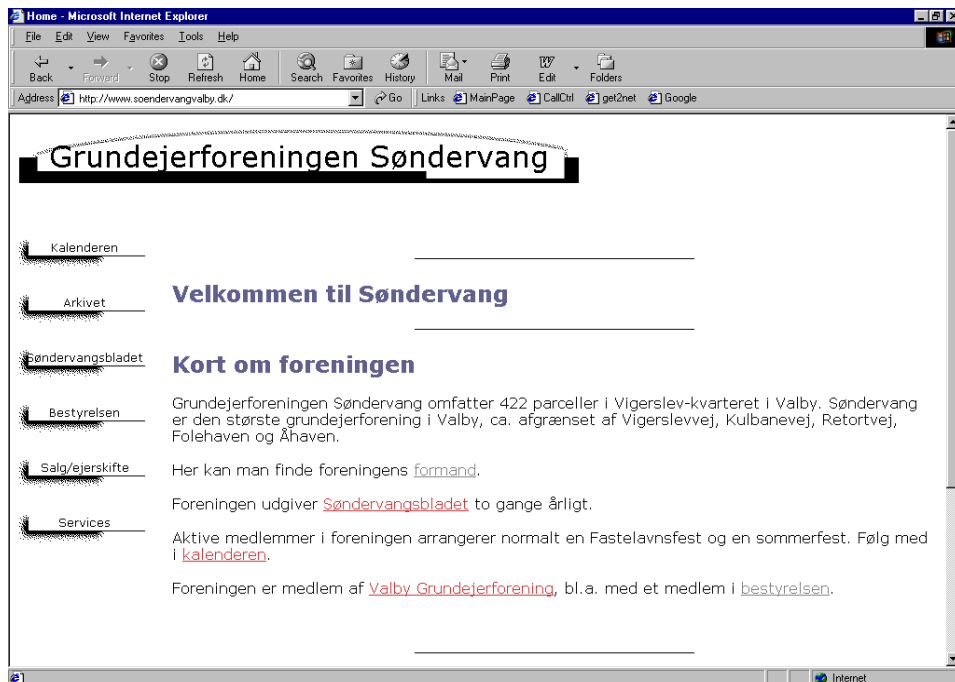 Home - Microsoft Internet Explorer
File Edit View Favorites Tools Help
Back Forward Stop Refresh Home Search Favorites History Mail Print Edit Folders
Address http://www.soendervangvalby.dk/ Go Links MainPage CallCtrl get2net Google
Grundejerforeningen Søndervang
Kalenderen
Arkivet
Søndervangsbladet
Bestyrelsen
Salg/ejerskifte
Services
Velkommen til Søndervang
Kort om foreningen
Grundejerforeningen Søndervang omfatter 422 parceller i Vigerslev-kvarteret i Valby. Søndervang
er den største grundejerforening i Valby, ca. afgrænset af Vigerslevvej, Kulbanevej, Retortvej,
Folehaven og Åhaven.
Her kan man finde foreningens formand.
Foreningen udgiver Søndervangsbladet to gange årligt.
Aktive medlemmer i foreningen arrangerer normalt en Fastelavnsfest og en sommerfest. Følg med
i kalenderen.
Foreningen er medlem af Valby Grundejerforening, bl.a. med et medlem i bestyrelsen.
Internet